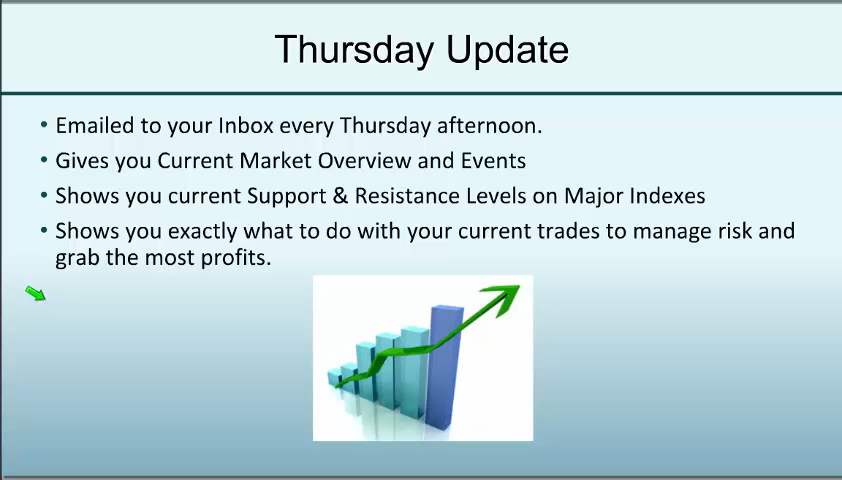 Thursday Update
• Emailed to your Inbox every Thursday afternoon.
• Gives you Current Market Overview and Events
• Shows you current Support & Resistance Levels on Major Indexes
• Shows you exactly what to do with your current trades to manage risk and
grab the most profits.